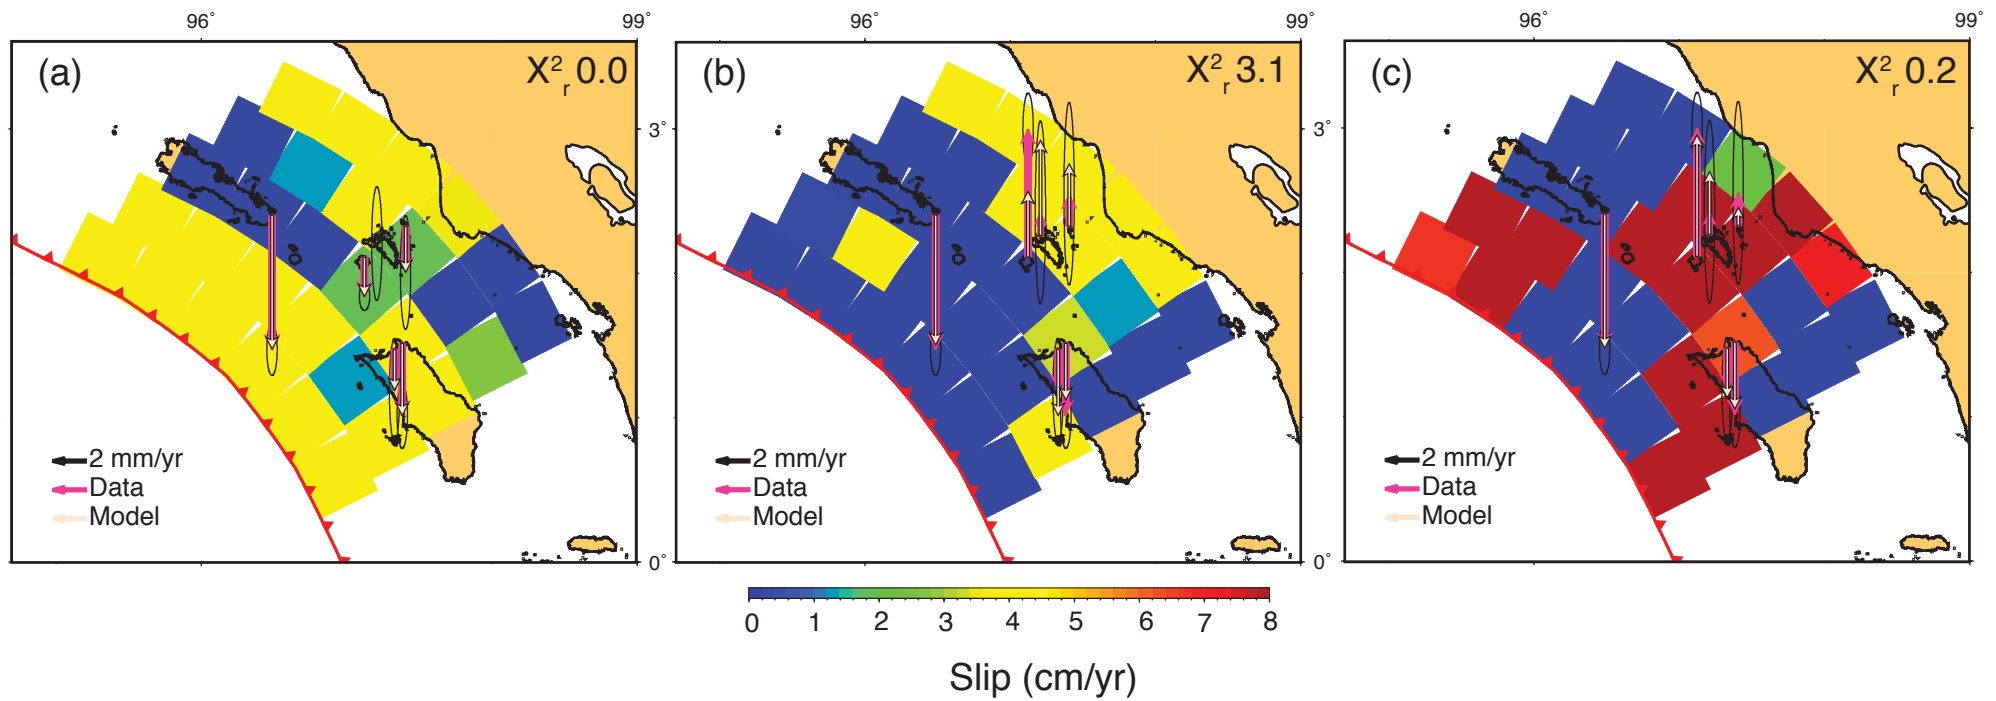 96° 99° 96° 99° 96° 99°
(a) X²r 0.0 (b) X²r 3.1 (c) X²r 0.2
3° 3°
2 mm/yr 2 mm/yr 2 mm/yr
Data Data Data
Model Model Model
0° 0°
0 1 2 3 4 5 6 7 8
Slip (cm/yr)